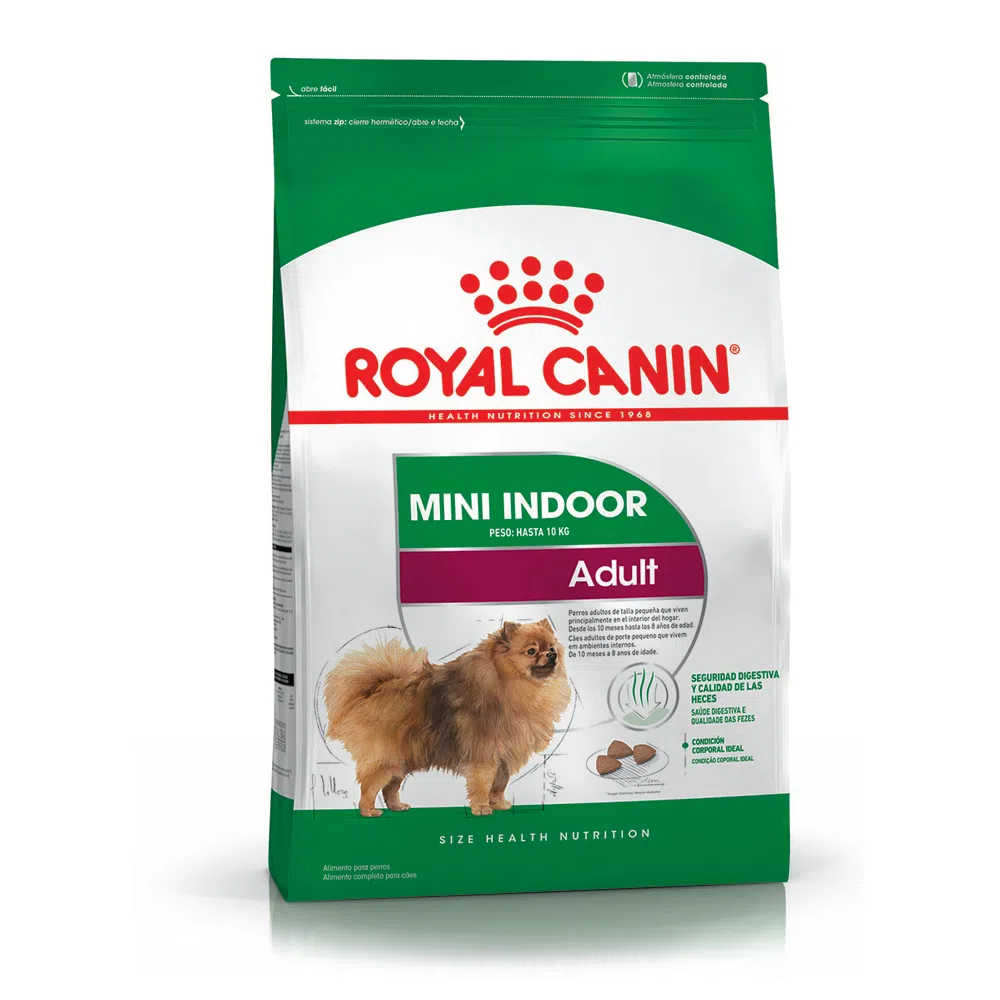 abre fácil
Atmósfera controlada
Atmosfera controlada
sistema zip: cierre hermético/abre e fecha
ROYAL CANIN®
HEALTH NUTRITION SINCE 1968
MINI INDOOR
PESO: HASTA 10 KG
Adult
Perros adultos de talla pequeña que viven
principalmente en el interior del hogar.
Desde los 10 meses hasta los 8 años de edad.
Cães adultos de porte pequeno que vivem
em ambientes internos.
De 10 meses a 8 anos de idade.
SEGURIDAD DIGESTIVA
Y CALIDAD DE LAS
HECES
SAÚDE DIGESTIVA E
QUALIDADE DAS FEZES
CONDICIÓN
CORPORAL IDEAL
CONDIÇÃO COPORAL IDEAL
SIZE HEALTH NUTRITION
Alimento para perros
Alimento completo para cães